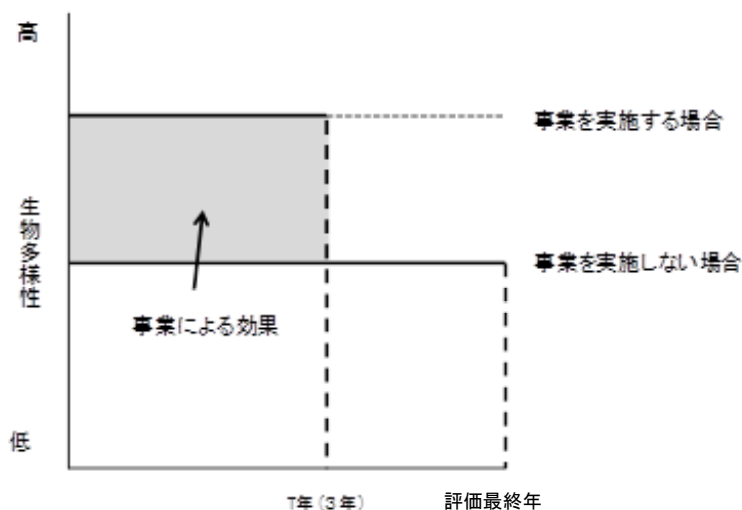 高
事業を実施する場合
生物多様性
事業を実施しない場合
事業による効果
低
T年(3年)
評価最終年